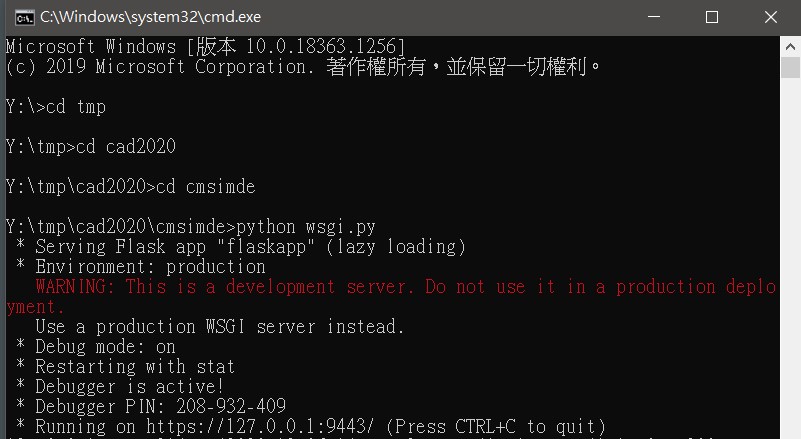 C:\Windows\system32\cmd.exe
Microsoft Windows [版本 10.0.18363.1256]
(c) 2019 Microsoft Corporation. 著作權所有，並保留一切權利。
Y:\>cd tmp
Y:\tmp>cd cad2020
Y:\tmp\cad2020>cd cmsimde
Y:\tmp\cad2020\cmsimde>python wsgi.py
* Serving Flask app "flaskapp" (lazy loading)
* Environment: production
WARNING: This is a development server. Do not use it in a production deplo
yment.
Use a production WSGI server instead.
* Debug mode: on
* Restarting with stat
* Debugger is active!
* Debugger PIN: 208-932-409
* Running on https://127.0.0.1:9443/ (Press CTRL+C to quit)